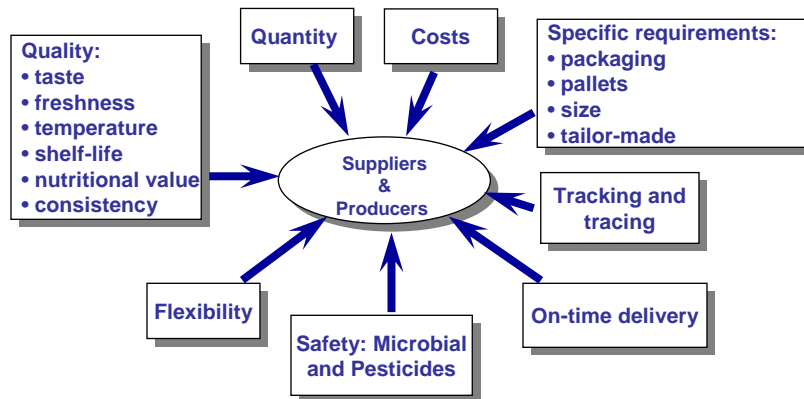 Quantity
Costs
Specific requirements:
• packaging
• pallets
• size
• tailor-made
Quality:
• taste
• freshness
• temperature
• shelf-life
• nutritional value
• consistency
Suppliers
&
Producers
Tracking and
tracing
Flexibility
Safety: Microbial
and Pesticides
On-time delivery